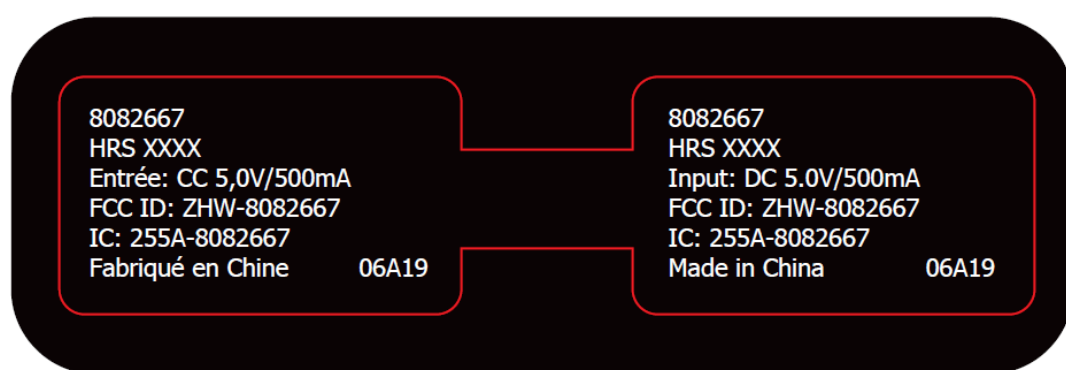 8082667
HRS XXXX
Entrée: CC 5,0V/500mA
FCC ID: ZHW-8082667
IC: 255A-8082667
Fabriqué en Chine 06A19
8082667
HRS XXXX
Input: DC 5.0V/500mA
FCC ID: ZHW-8082667
IC: 255A-8082667
Made in China 06A19